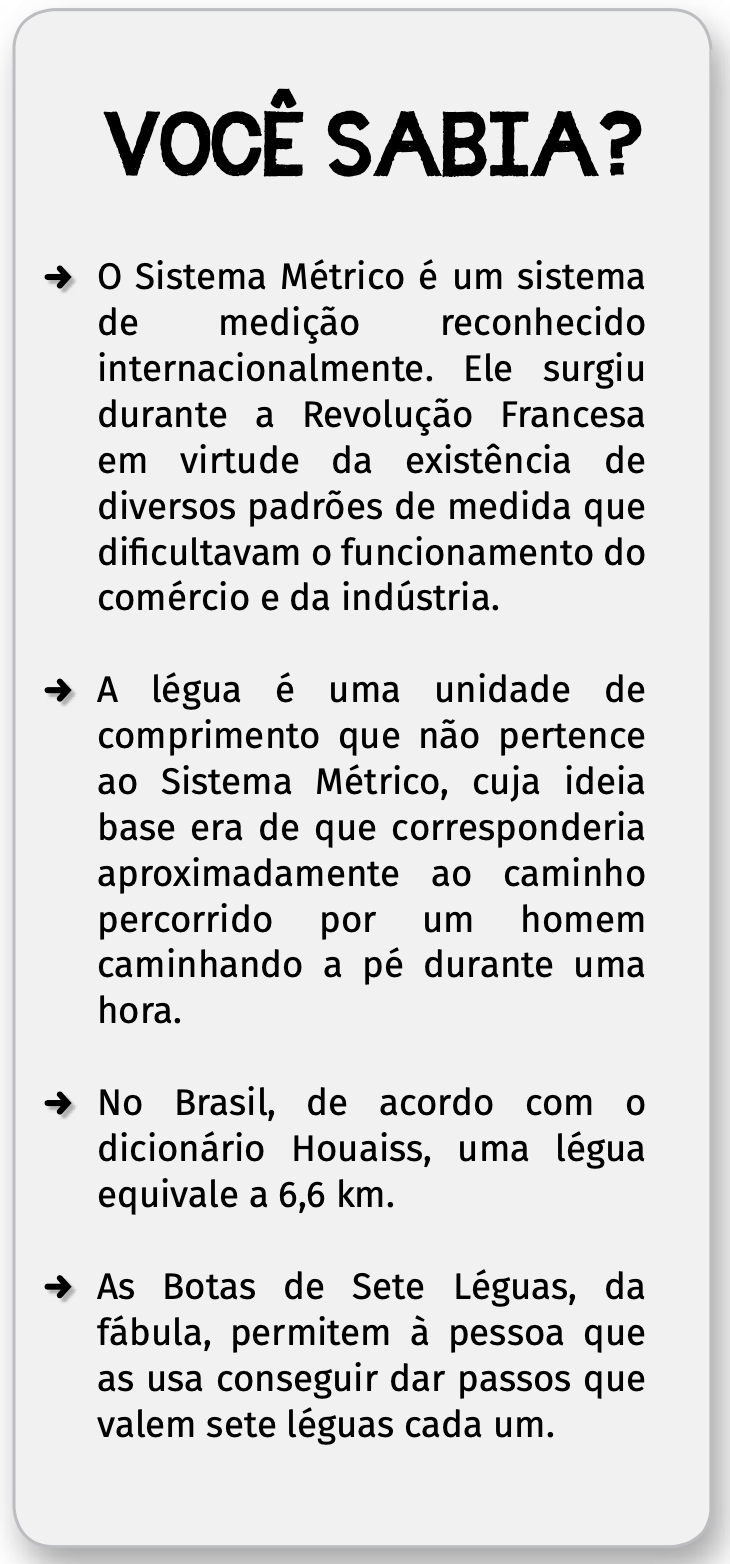 VOCÊ SABIA?
➔ O Sistema Métrico é um sistema
de medição reconhecido
internacionalmente. Ele surgiu
durante a Revolução Francesa
em virtude da existência de
diversos padrões de medida que
dificultavam o funcionamento do
comércio e da indústria.
➔ A légua é uma unidade de
comprimento que não pertence
ao Sistema Métrico, cuja ideia
base era de que corresponderia
aproximadamente ao caminho
percorrido por um homem
caminhando a pé durante uma
hora.
➔ No Brasil, de acordo com o
dicionário Houaiss, uma légua
equivale a 6,6 km.
➔ As Botas de Sete Léguas, da
fábula, permitem à pessoa que
as usa conseguir dar passos que
valem sete léguas cada um.